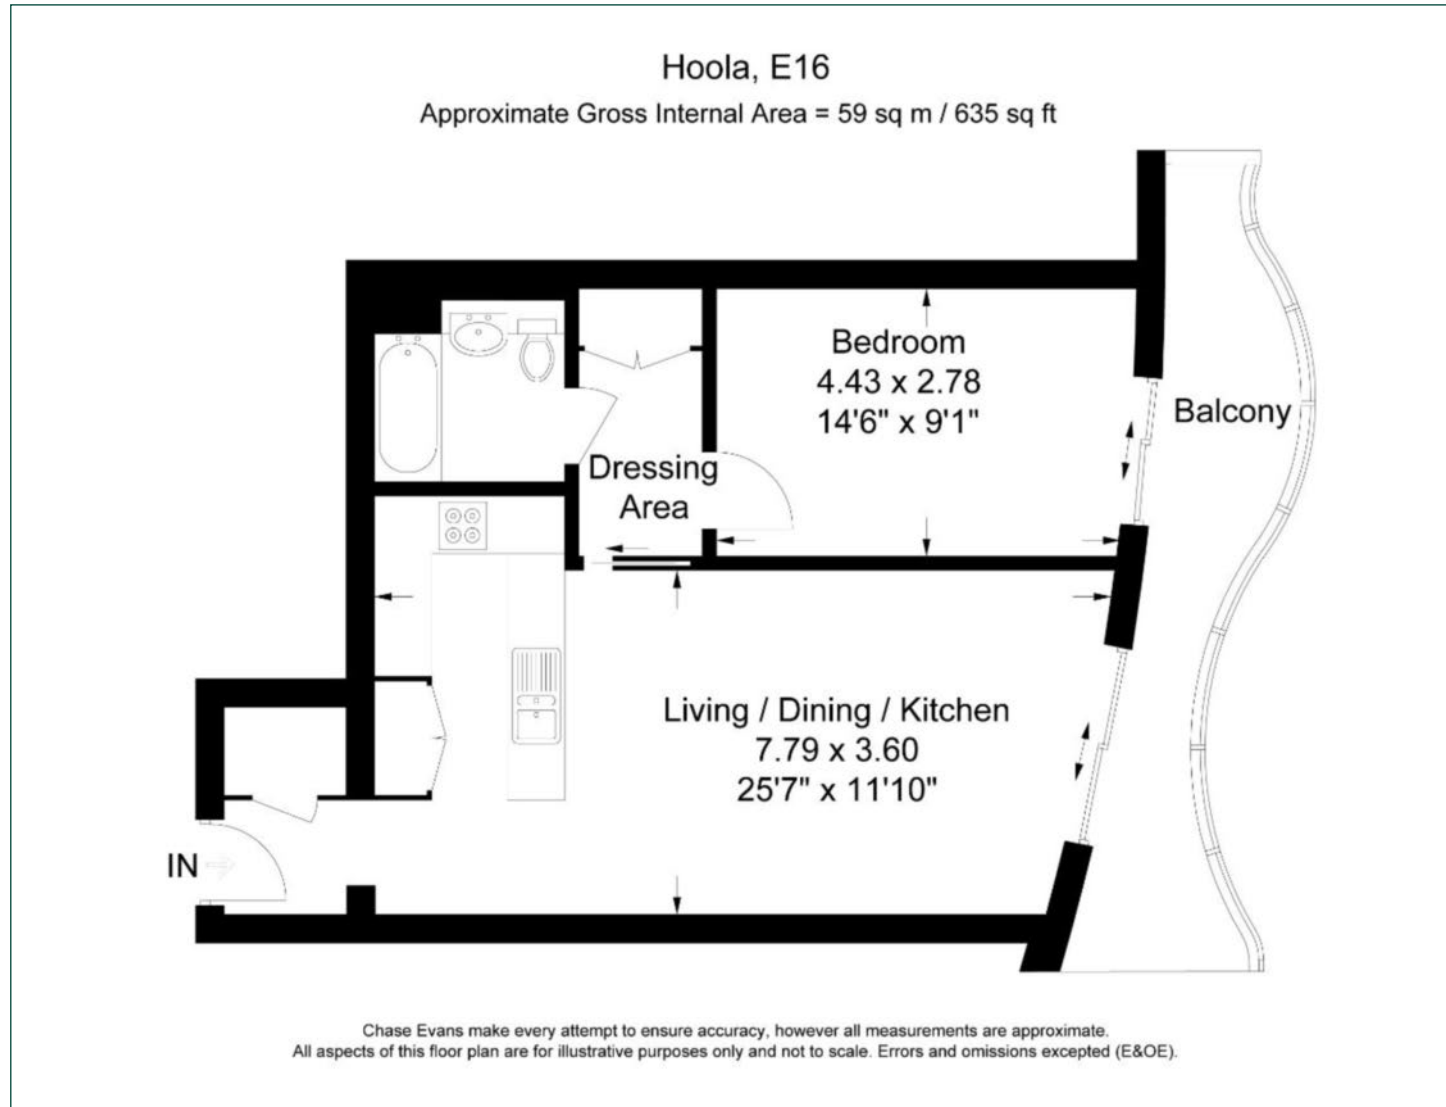 Hoola, E16
Approximate Gross Internal Area = 59 sq m / 635 sq ft
Bedroom
4.43 x 2.78
14'6" x 9'1"
Balcony
Dressing
Area
Living / Dining / Kitchen
7.79 x 3.60
25'7" x 11'10"
IN
Chase Evans make every attempt to ensure accuracy, however all measurements are approximate.
All aspects of this floor plan are for illustrative purposes only and not to scale. Errors and omissions excepted (E&OE).